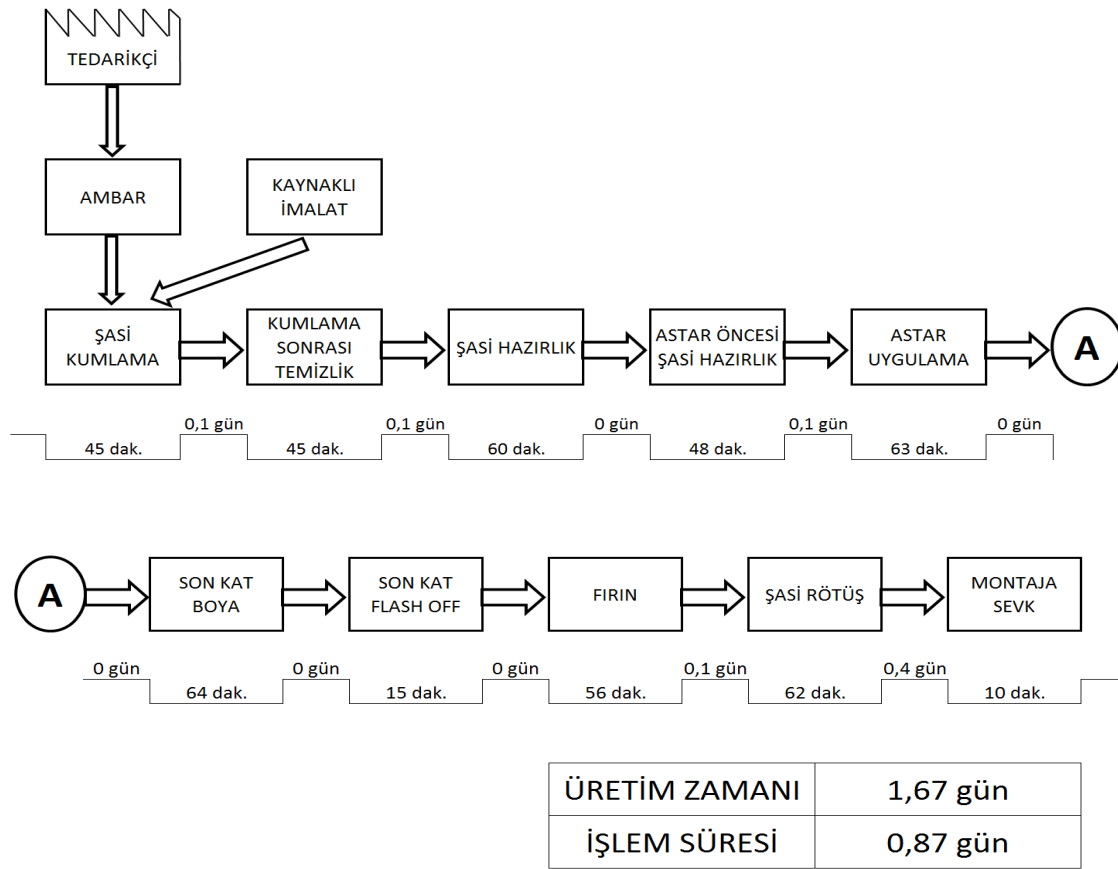 TEDARİKÇİ
AMBAR
KAYNAKLI
İMALAT
ŞASİ
KUMLAMA
KUMLAMA
SONRASI
TEMİZLİK
ŞASİ HAZIRLIK
ASTAR ÖNCESİ
ŞASİ HAZIRLIK
ASTAR
UYGULAMA
A
0,1 gün
0,1 gün
0 gün
0,1 gün
0 gün
45 dak.
45 dak.
60 dak.
48 dak.
63 dak.
A
SON KAT
BOYA
SON KAT
FLASH OFF
FIRIN
ŞASİ RÖTÜŞ
MONTAJA
SEVK
0 gün
0 gün
0 gün
0,1 gün
0,4 gün
64 dak.
15 dak.
56 dak.
62 dak.
10 dak.
ÜRETİM ZAMANI
1,67 gün
İŞLEM SÜRESİ
0,87 gün